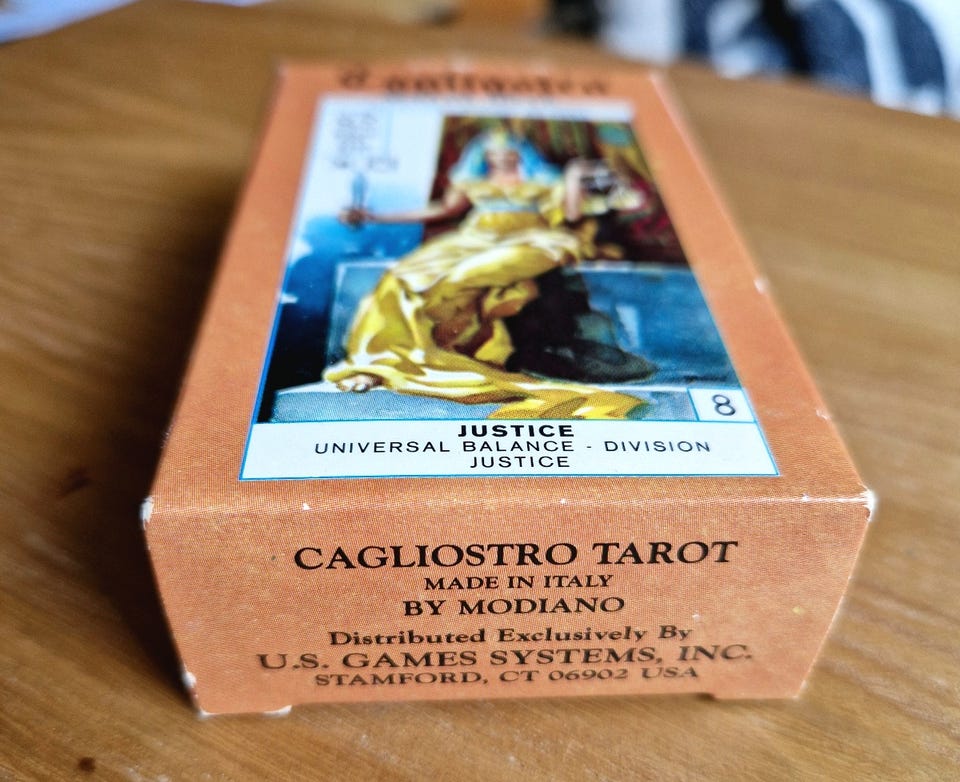 Cagliostro
8
JUSTICE
UNIVERSAL BALANCE - DIVISION
JUSTICE
CAGLIOSTRO TAROT
MADE IN ITALY
BY MODIANO
Distributed Exclusively By
U.S. GAMES SYSTEMS, INC.
STAMFORD, CT 06902 USA